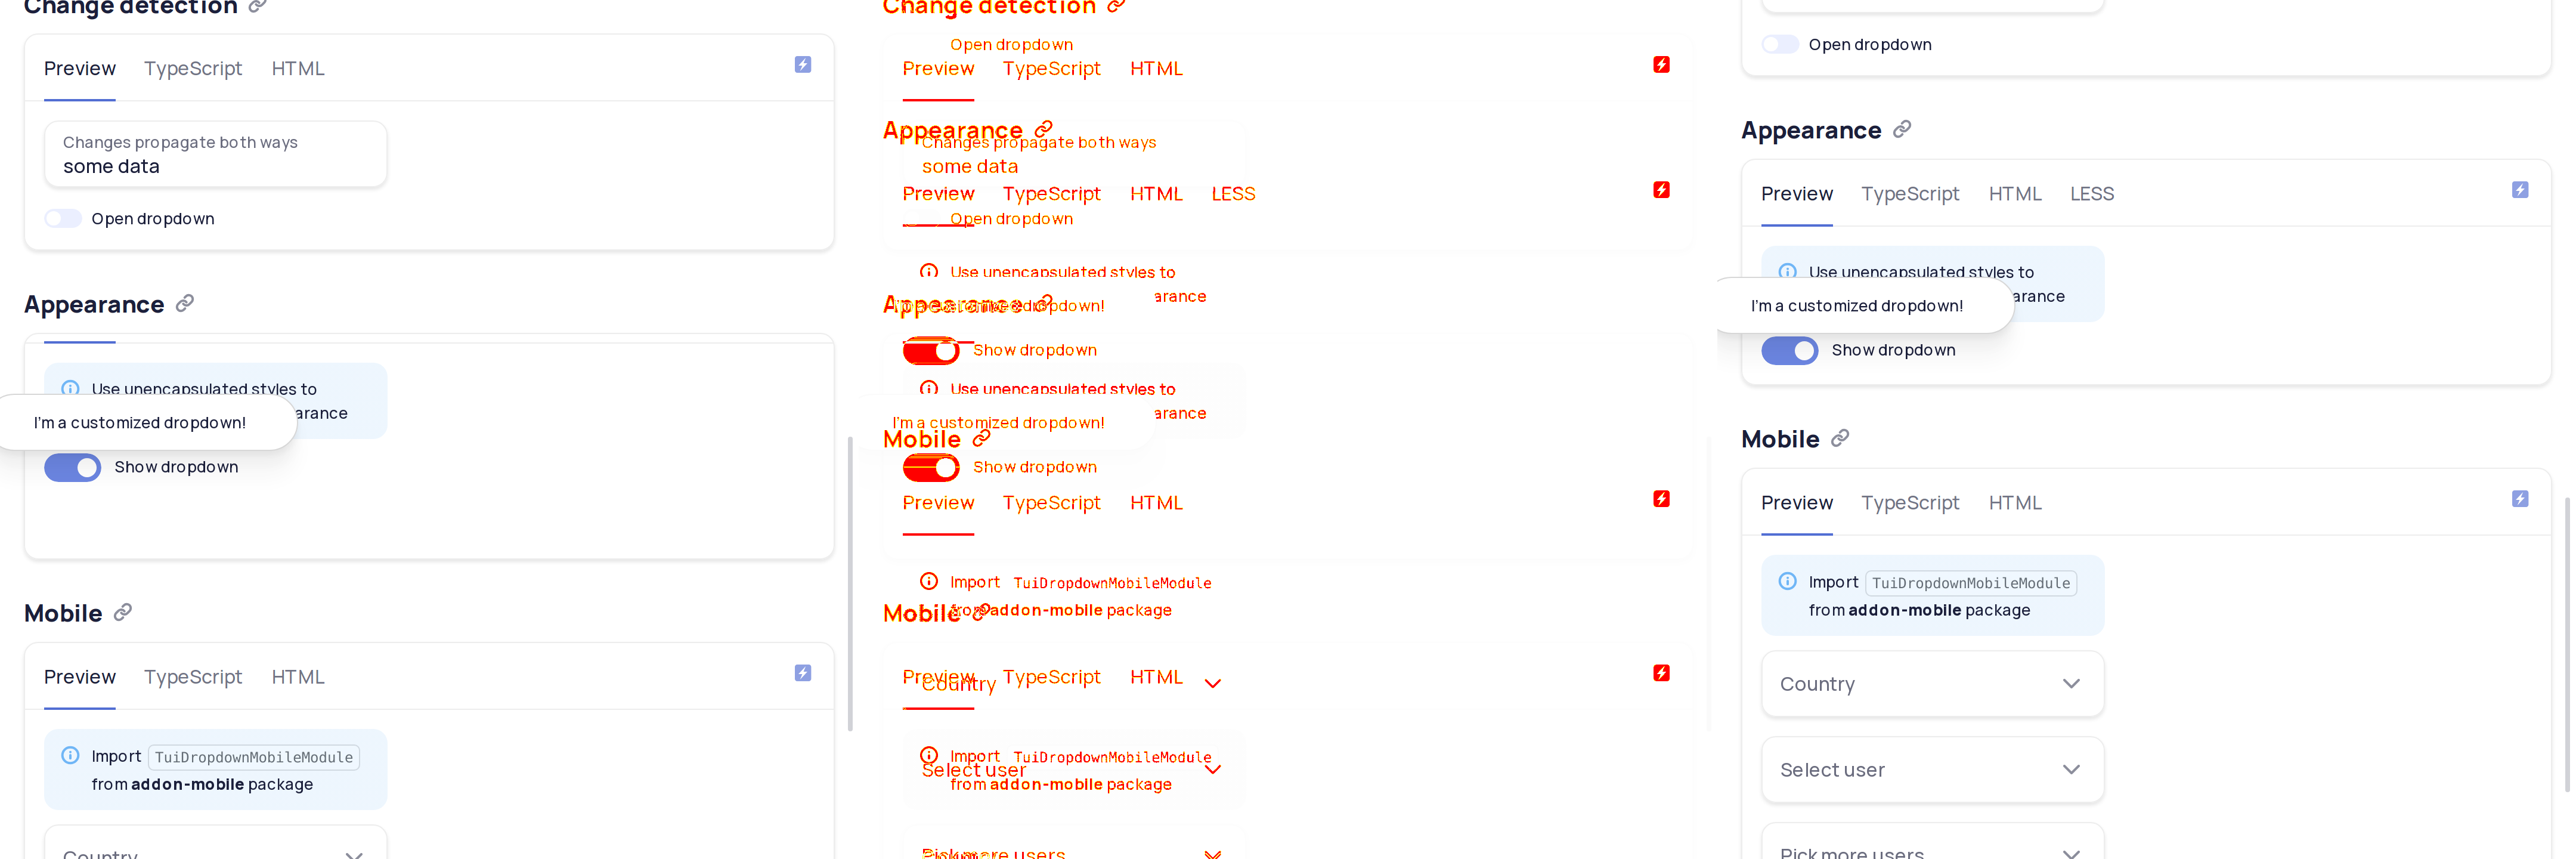 Change detection
Preview TypeScript HTML
Changes propagate both ways
some data
Open dropdown
Appearance
Use unencapsulated styles to
arance
I'm a customized dropdown!
Show dropdown
Mobile
Preview TypeScript HTML
Import TuiDropdownMobileModule
from addon-mobile package
Country
Change detection
Open dropdown
Preview TypeScript HTML
Appearance
Changes propagate both ways
some data
Preview TypeScript HTML LESS
Open dropdown
Use unencapsulated styles to
arance
Appearance
I'm a customized dropdown!
Show dropdown
Use unencapsulated styles to
arance
I'm a customized dropdown!
Mobile
Show dropdown
Preview TypeScript HTML
Import TuiDropdownMobileModule
from addon-mobile package
Mobile
Preview TypeScript HTML
Country
Import TuiDropdownMobileModule
Select user
from addon-mobile package
Pick more users
Open dropdown
Appearance
Preview TypeScript HTML LESS
Use unencapsulated styles to
arance
I'm a customized dropdown!
Show dropdown
Mobile
Preview TypeScript HTML
Import TuiDropdownMobileModule
from addon-mobile package
Country
Select user
Pick more users